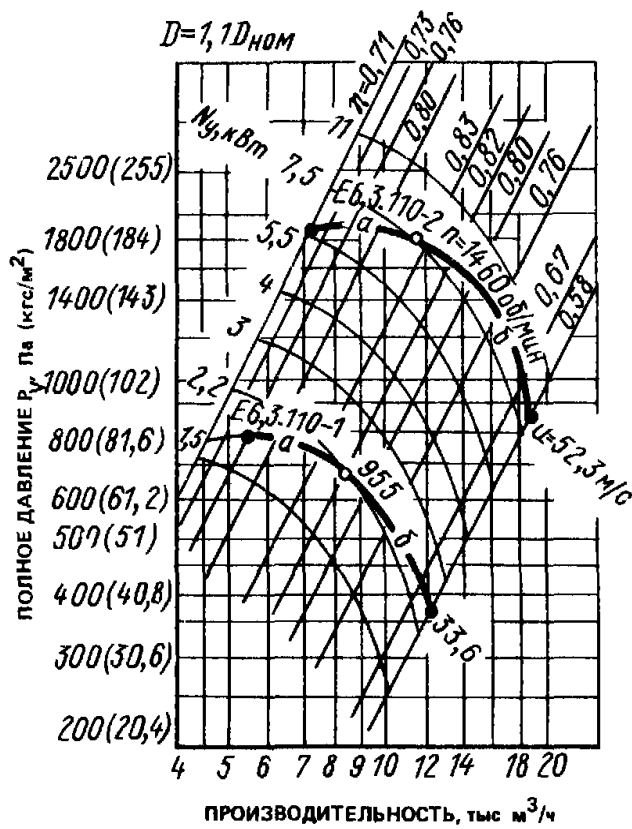 D=1,1Dном
η=0,71
0,73
0,76
0,80
0,83
0,82
0,80
0,76
0,67
0,58
Nу,кВт
11
7,5
5,5
4
3
2,2
1,5
Е6,3.110-2 n=1460 об/мин
а
б
u=52,3 м/с
Е6,3.110-1
а
955
б
33,6
ПОЛНОЕ ДАВЛЕНИЕ Pv, Па (кгс/м²)
2500(255)
1800(184)
1400(143)
1000(102)
800(81,6)
600(61,2)
500(51)
400(40,8)
300(30,6)
200(20,4)
4 5 6 7 8 9 10 12 14 18 20
ПРОИЗВОДИТЕЛЬНОСТЬ, тыс м³/ч